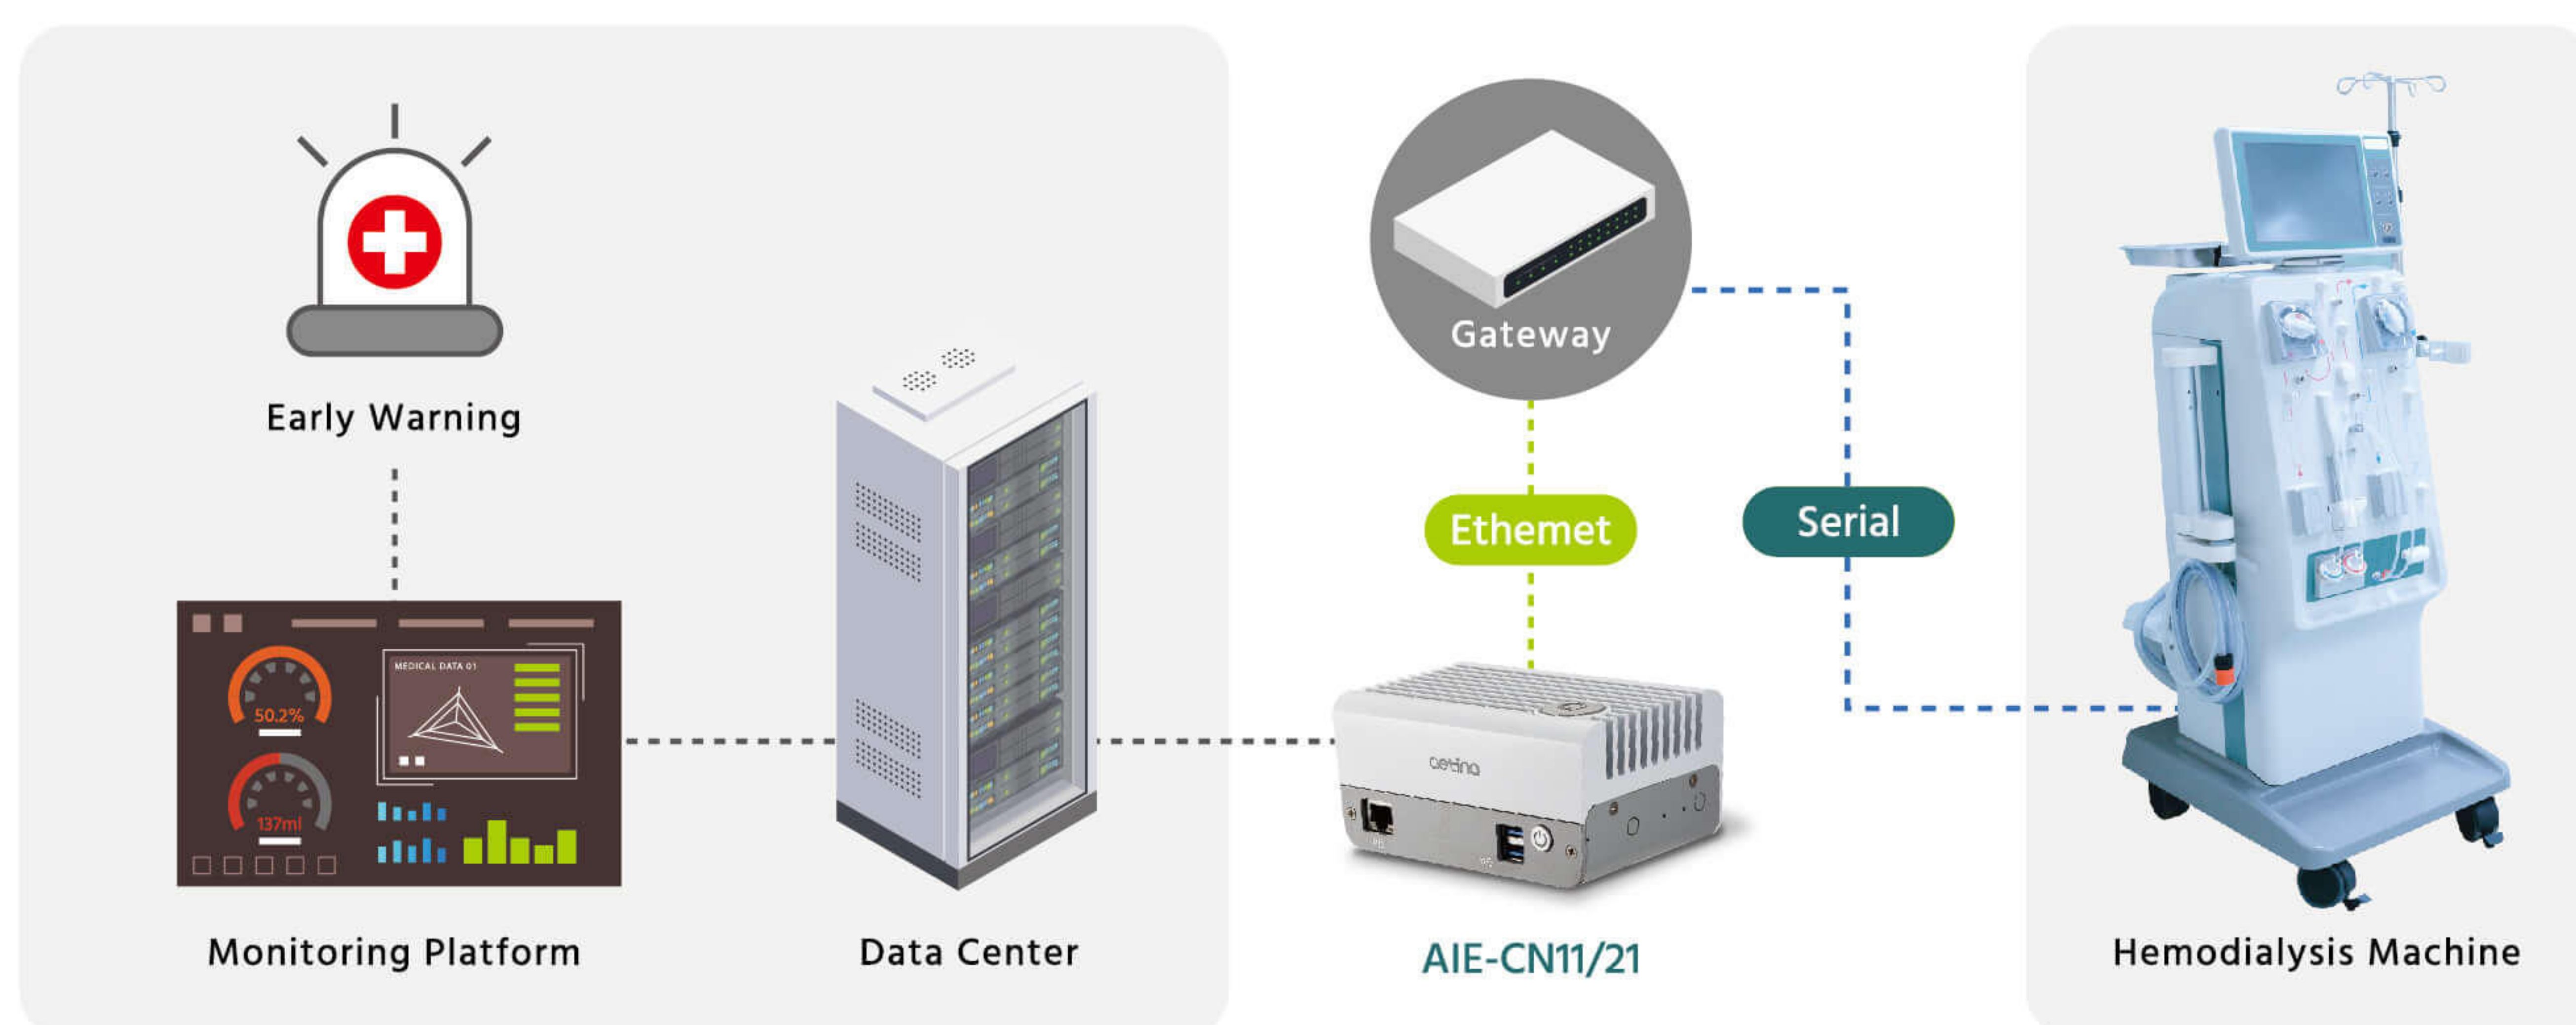 Early Warning
MEDICAL DATA 01
50.2%
137ml
Monitoring Platform
Data Center
Gateway
Ethemet
Serial
aetina
AIE-CN11/21
Hemodialysis Machine